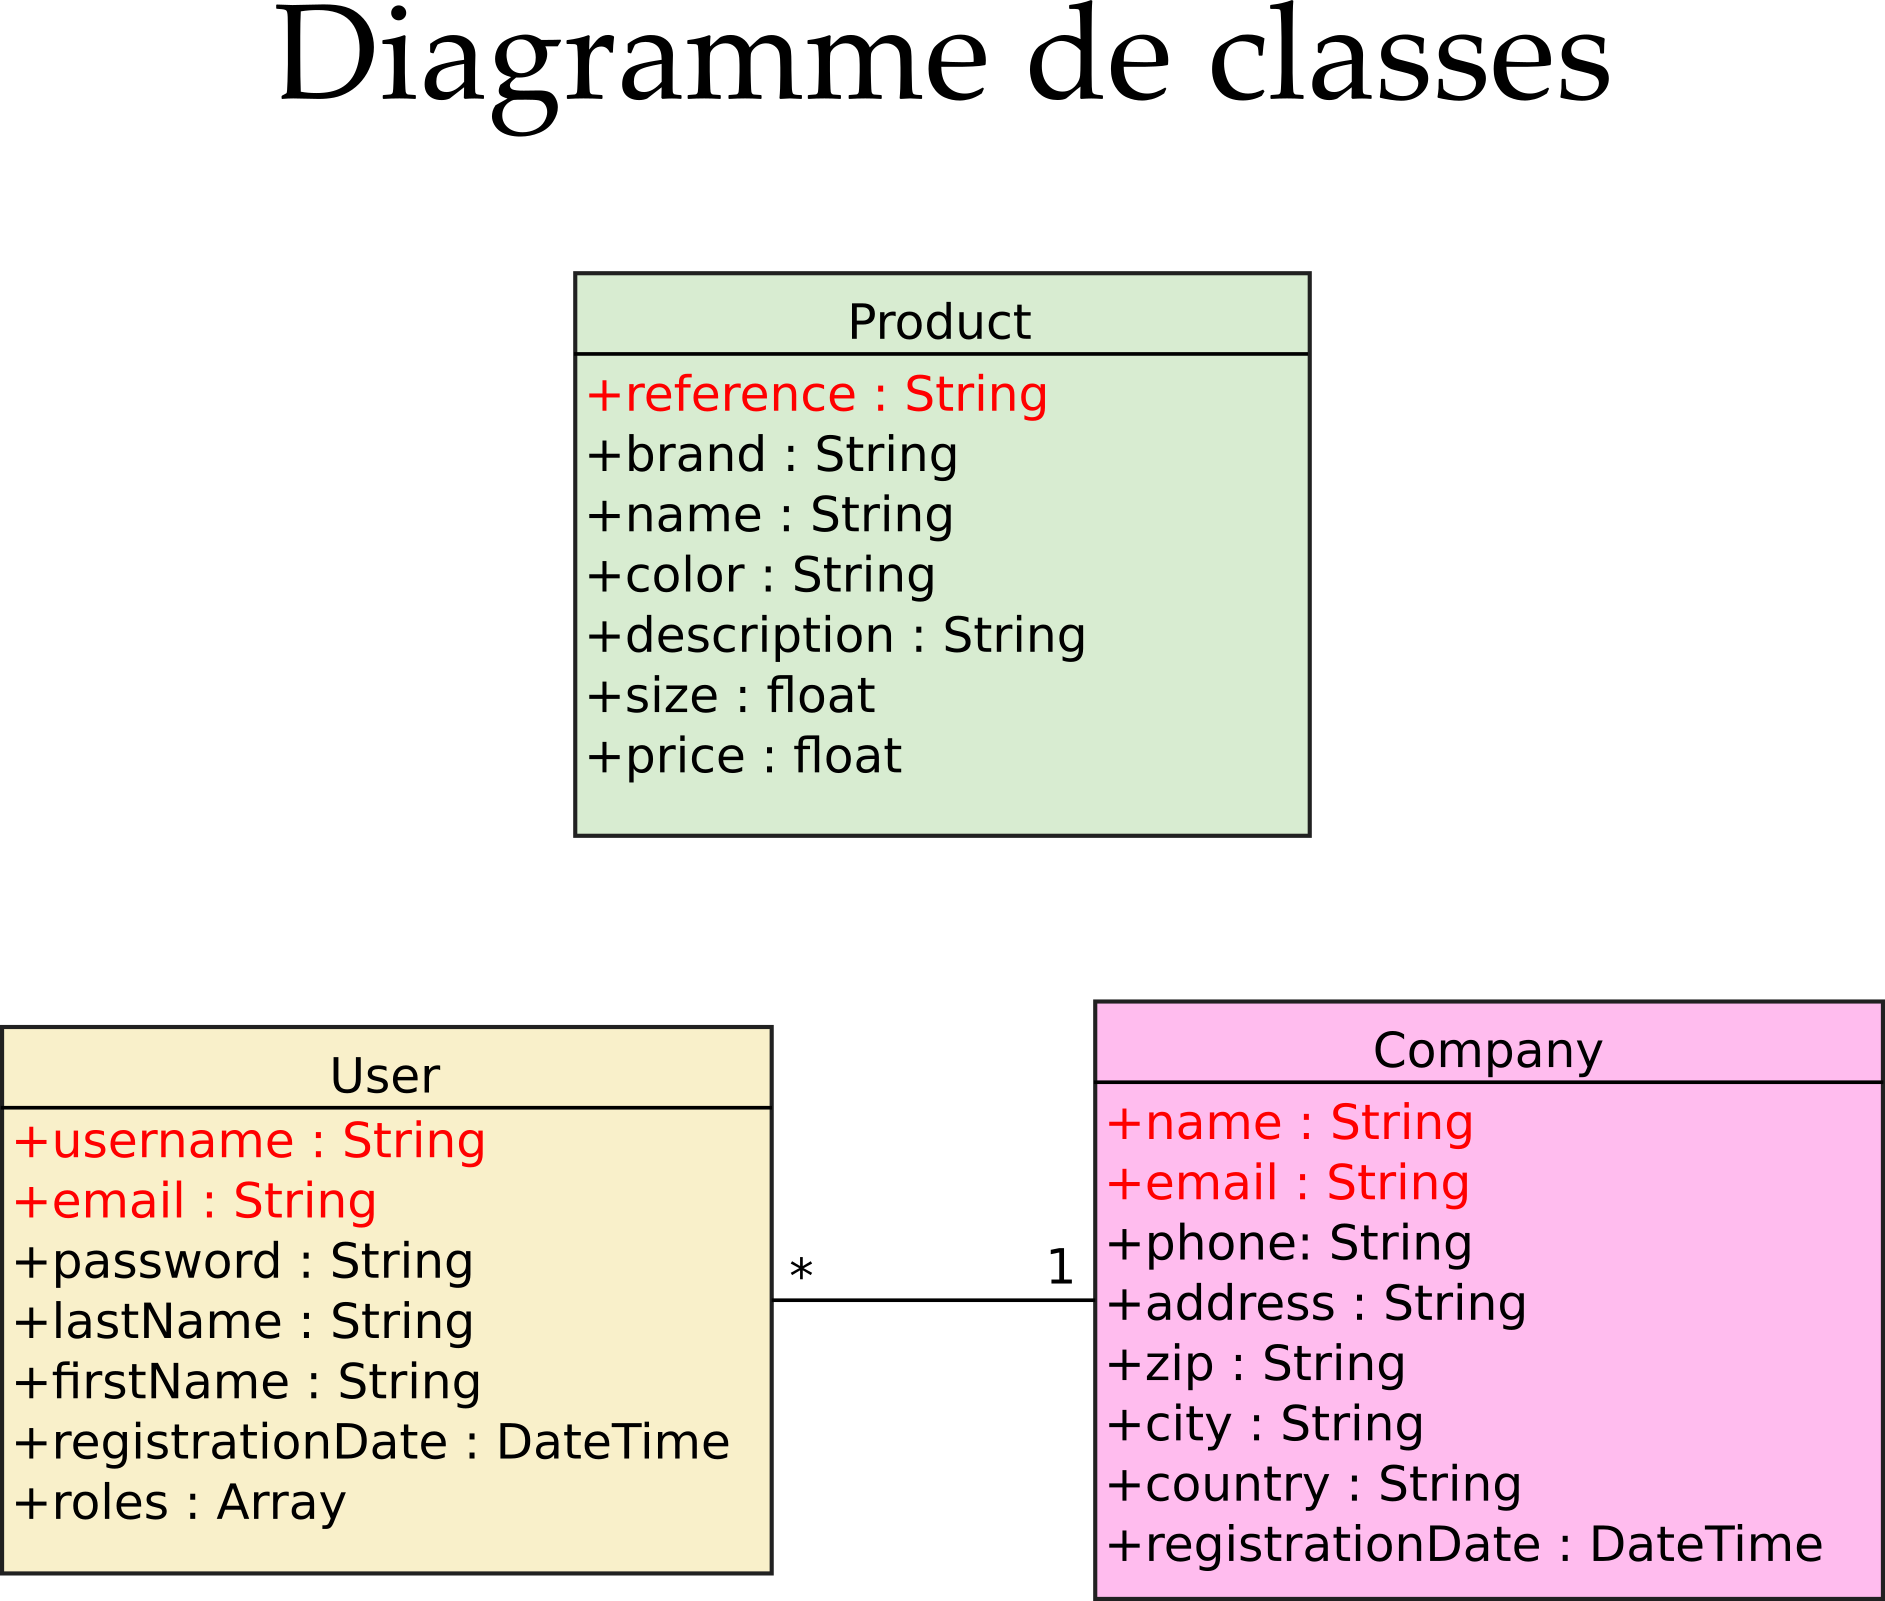 Diagramme de classes
Product
+reference : String
+brand : String
+name : String
+color : String
+description : String
+size : float
+price : float
User
+username : String
+email : String
+password : String
+lastName : String
+firstName : String
+registrationDate : DateTime
+roles : Array
* 1
Company
+name : String
+email : String
+phone: String
+address : String
+zip : String
+city : String
+country : String
+registrationDate : DateTime